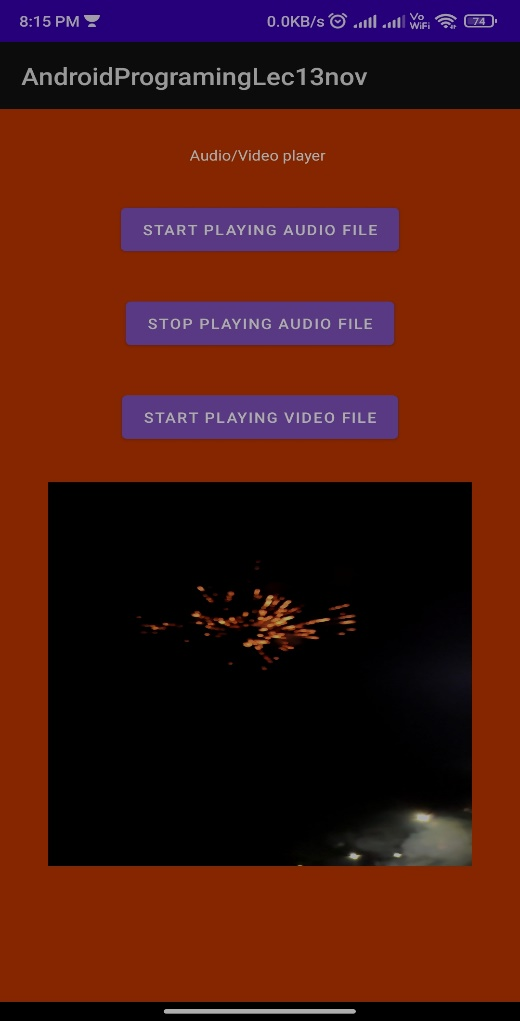 8:15 PM 0.0KB/s Vo WiFi 74
AndroidProgramingLec13nov
Audio/Video player
START PLAYING AUDIO FILE
STOP PLAYING AUDIO FILE
START PLAYING VIDEO FILE